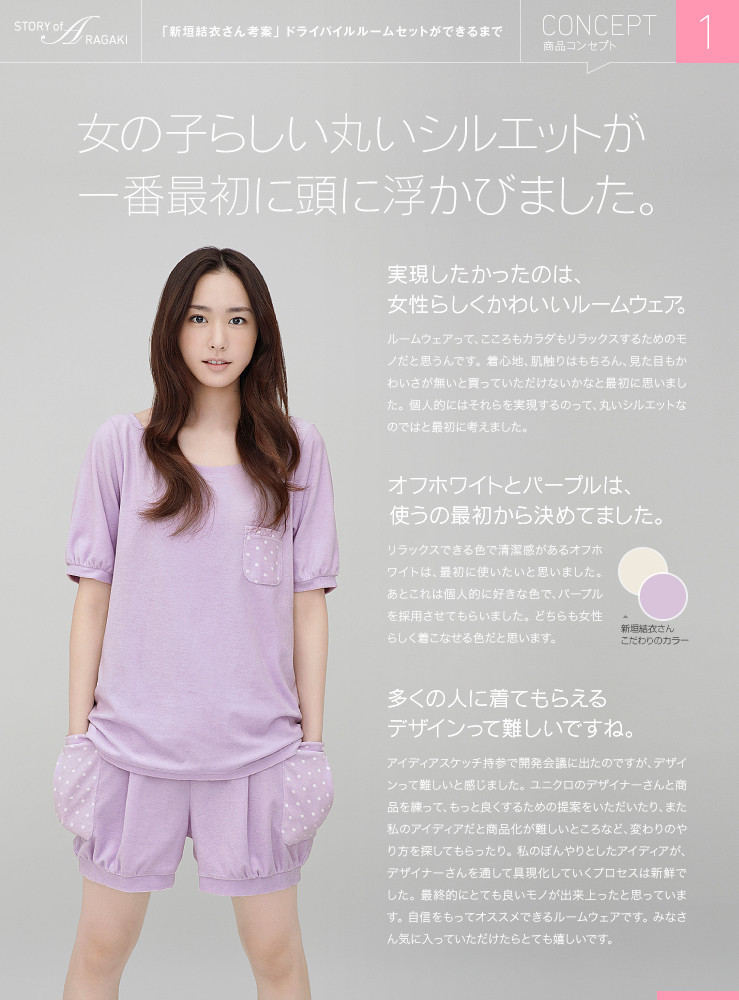 STORY of ARAGAKI
「新垣結衣さん考案」ドライパイルルームセットができるまで
CONCEPT
商品コンセプト
1
女の子らしい丸いシルエットが
一番最初に頭に浮かびました。
実現したかったのは、
女性らしくかわいいルームウェア。
ルームウェアって、こころもカラダもリラックスするためのモ
ノだと思うんです。着心地、肌触りはもちろん、見た目もか
わいさが無いと買っていただけないかなと最初に思いまし
た。個人的にはそれらを実現するのって、丸いシルエットな
のではと最初に考えました。
オフホワイトとパープルは、
使うの最初から決めてました。
リラックスできる色で清潔感があるオフホ
ワイトは、最初に使いたいと思いました。
あとこれは個人的に好きな色で、パープル
を採用させてもらいました。どちらも女性
らしく着こなせる色だと思います。
新垣結衣さん
こだわりのカラー
多くの人に着てもらえる
デザインって難しいですね。
アイディアスケッチ持参で開発会議に出たのですが、デザイ
ンって難しいと感じました。ユニクロのデザイナーさんと商
品を練って、もっと良くするための提案をいただいたり、また
私のアイディアだと商品化が難しいところなど、変わりのや
り方を探してもらったり。私のぼんやりとしたアイディアが、
デザイナーさんを通して具現化していくプロセスは新鮮で
した。最終的にとても良いモノが出来上ったと思っていま
す。自信をもってオススメできるルームウェアです。みなさ
ん気に入っていただけたらとても嬉しいです。